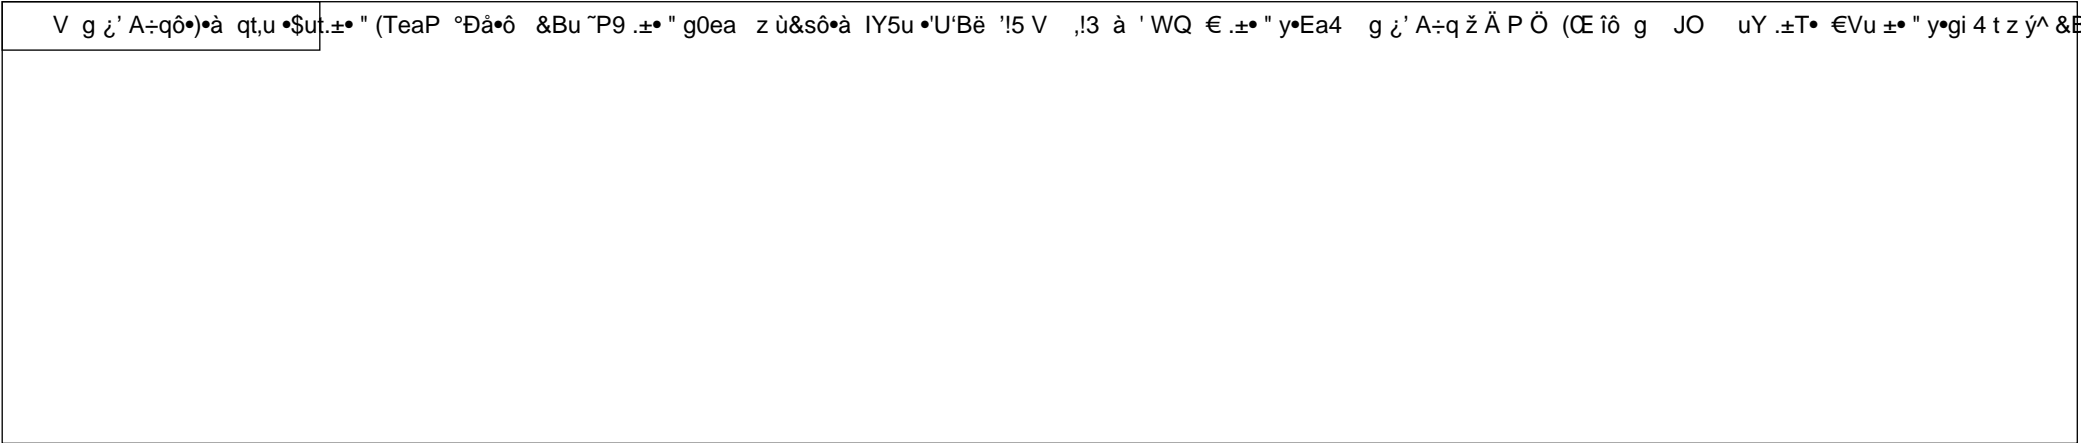 V g ¿’ A÷qô•)•à qt,u •$ut.±• " (TeaP °Ðå•ô &Bu ˜P9 .±• " g0ea z ù&sô•à IY5u •'U‘Bë ’!5 V ,!3 à ' WQ € .±• " y•Ea4 g ¿’ A÷q ž Ä P Ö (Œ îô g JO uY .±T• €Vu ±• " y•gi 4 t z ý^ &E